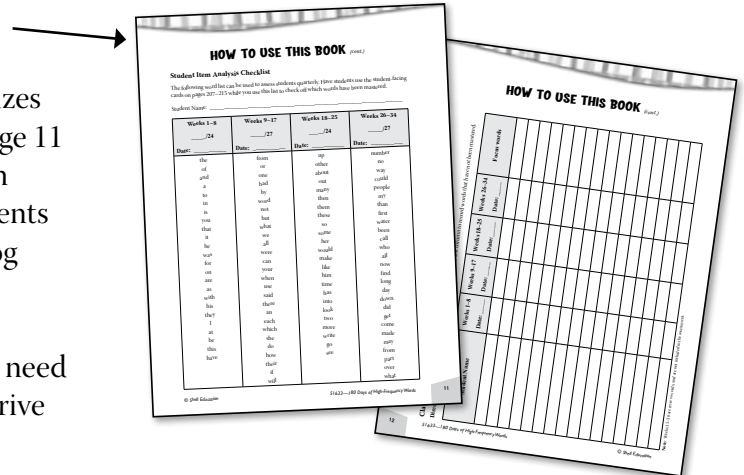 izes
ge 11
n
ents
og
need
rive
HOW TO USE THIS BOOK (cont.)
Student Item Analysis Checklist
The following word list can be used to assess students quarterly. Have students use the student-facing
cards on pages 207–215 while you use this list to check off which words have been mastered.
Student Name:
Weeks 1–8 Weeks 9–17 Weeks 18–25 Weeks 26–34
/24 /27 /24 /27
Date: Date: Date: Date:
the from up number
of or other no
and one about way
a had out could
to by many people
in word then my
is not them than
you but these first
that what so water
it we some been
he all her call
was were would who
for can make all
on your like now
are when him find
as use time long
with said has day
his there into down
they an look did
I each two get
at which more come
be she write made
this do go may
have how see from
their part
if over
will what
© Shell Education 51633—180 Days of High-Frequency Words 11
HOW TO USE THIS BOOK (cont.)
Focus words
Weeks 26–34
Date:
Weeks 18–25
Date:
Weeks 9–17
Date:
Weeks 1–8
Date:
Student Name
12 51633—180 Days of High-Frequency Words © Shell Education